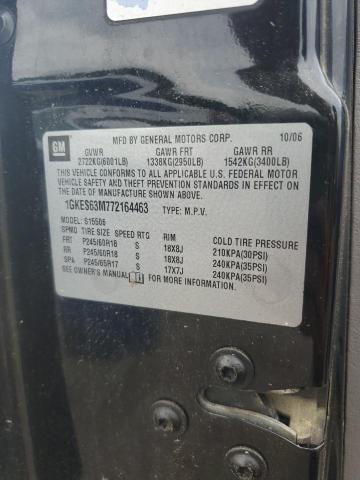 GM
MFD BY GENERAL MOTORS CORP. 10/06
GVWR GAWR FRT GAWR RR
2722KG(6001LB) 1338KG(2950LB) 1542KG(3400LB)
THIS VEHICLE CONFORMS TO ALL APPLICABLE U.S. FEDERAL MOTOR
VEHICLE SAFETY AND THEFT PREVENTION STANDARDS IN EFFECT ON
THE DATE OF MANUFACTURE SHOWN ABOVE.
1GKES63M772164463 TYPE: M.P.V.
MODEL: S15506
SPMD TIRE SIZE SPEED RTG RIM COLD TIRE PRESSURE
FRT P245/60R18 S 18X8J 210KPA(30PSI)
RR P245/60R18 S 18X8J 240KPA(35PSI)
SPA P245/65R17 S 17X7J 240KPA(35PSI)
SEE OWNER'S MANUAL FOR ADDITIONAL INFORMATION.